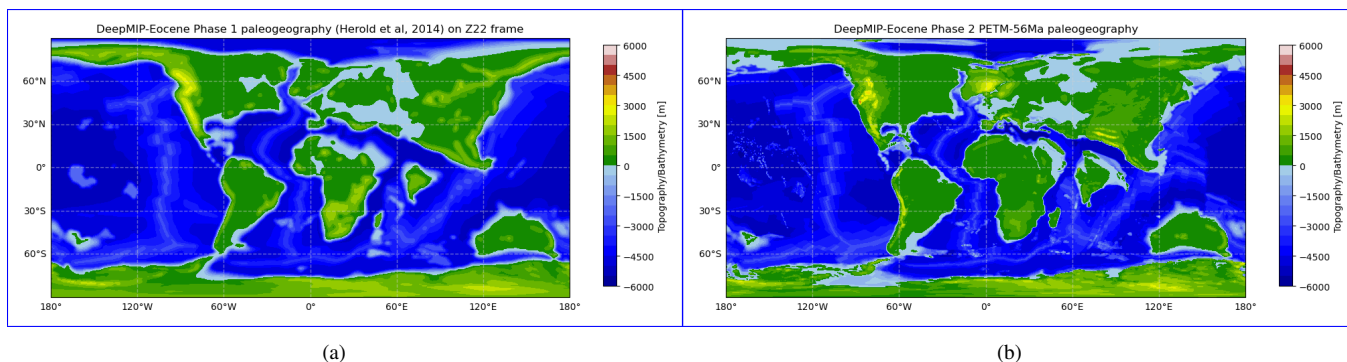 DeepMIP-Eocene Phase 1 paleogeography (Herold et al, 2014) on Z22 frame
60°N
30°N
0°
30°S
60°S
180°
120°W
60°W
0°
60°E
120°E
180°
6000
4500
3000
1500
0
−1500
−3000
−4500
−6000
Topography/Bathymetry [m]
(a)
DeepMIP-Eocene Phase 2 PETM-56Ma paleogeography
60°N
30°N
0°
30°S
60°S
180°
120°W
60°W
0°
60°E
120°E
180°
6000
4500
3000
1500
0
−1500
−3000
−4500
−6000
Topography/Bathymetry [m]
(b)